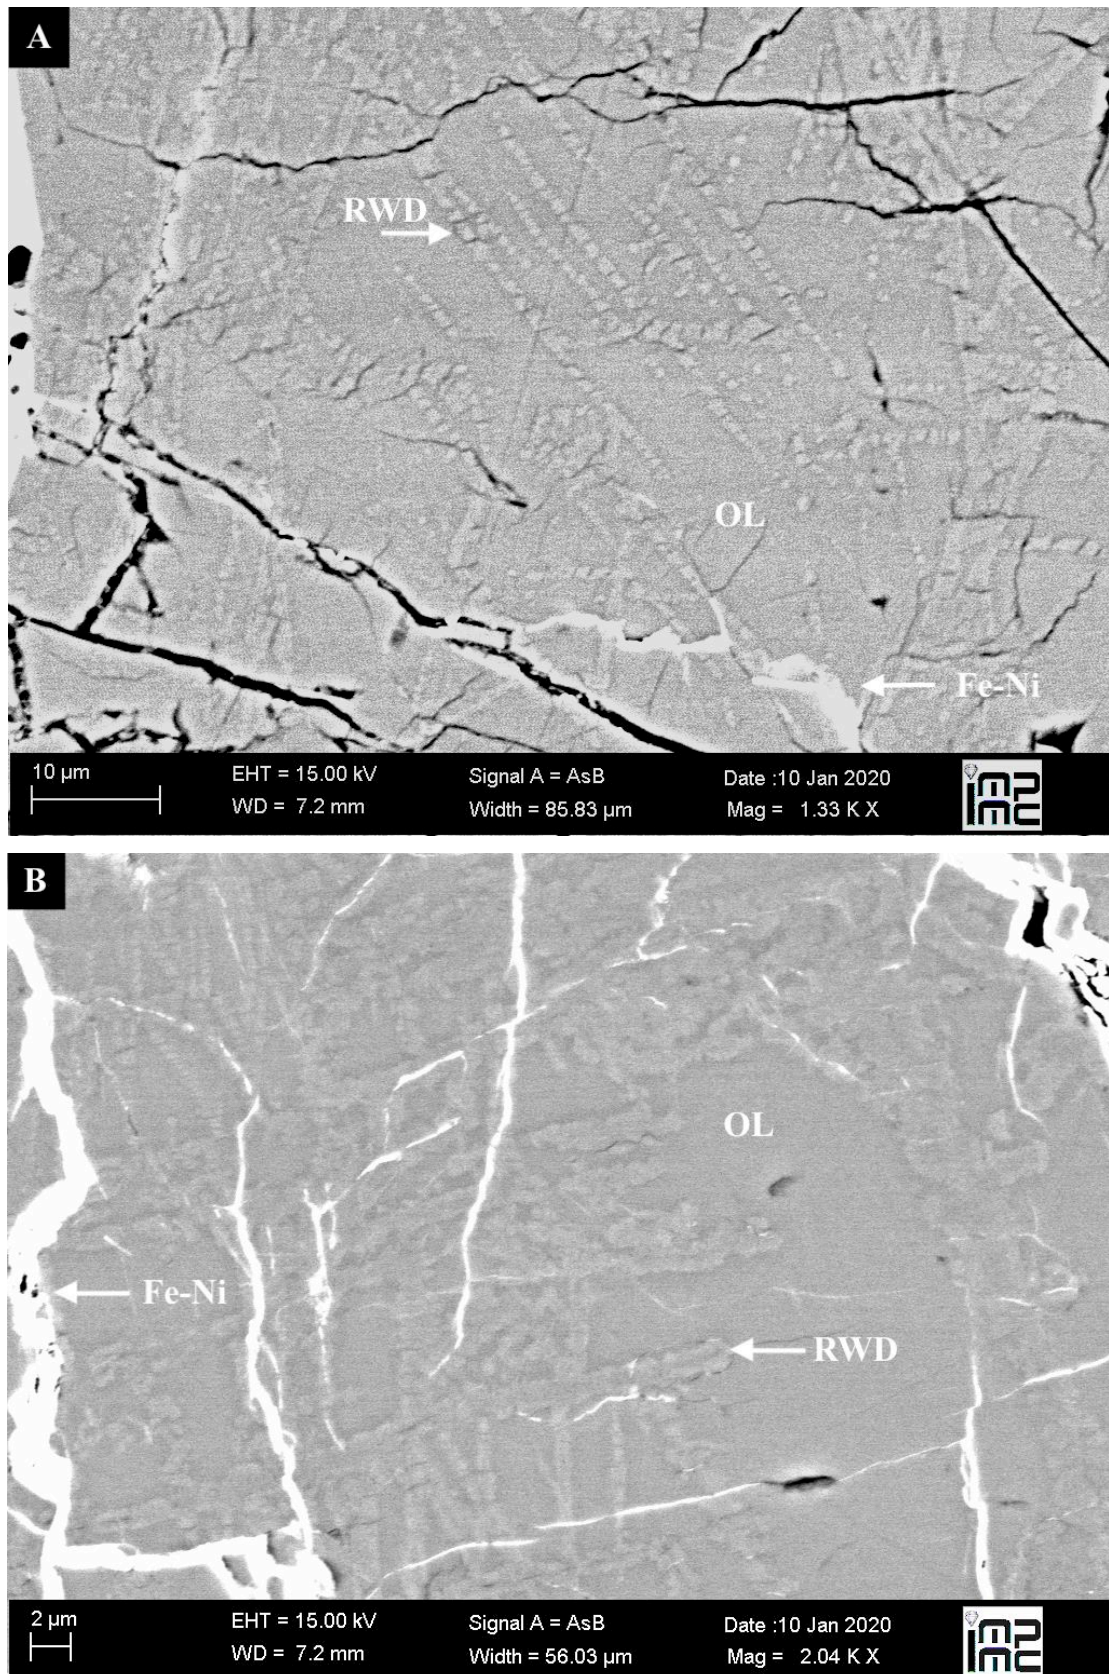 A
RWD
OL
Fe-Ni
10 µm
EHT = 15.00 kV
Signal A = AsB
Date :10 Jan 2020
WD = 7.2 mm
Width = 85.83 µm
Mag = 1.33 K X
B
OL
Fe-Ni
RWD
2 µm
EHT = 15.00 kV
Signal A = AsB
Date :10 Jan 2020
WD = 7.2 mm
Width = 56.03 µm
Mag = 2.04 K X